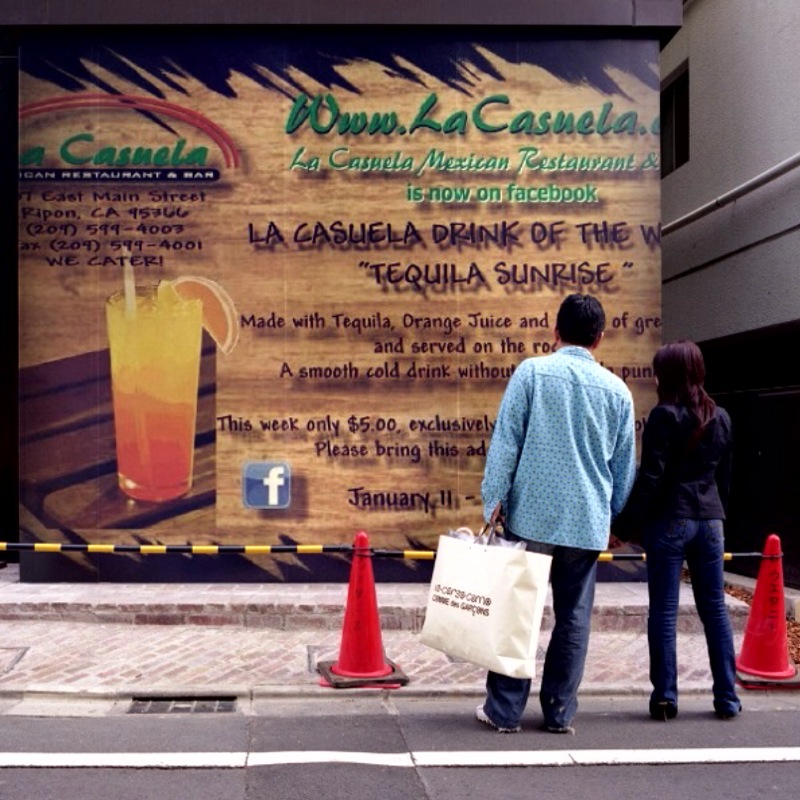 a Casuela
ICAN RESTAURANT & BAR
7 East Main Street
Ripon, CA 95366
(209) 599-4003
ax (209) 599-4001
WE CATER!
Www.LaCasuela.
La Casuela Mexican Restaurant &
is now on facebook
LA CASUELA DRINK OF THE W
"TEQUILA SUNRISE "
Made with Tequila, Orange Juice and of gre
and served on the ro
A smooth cold drink without pun
This week only $5.00, exclusively
Please bring this ad
January 11 -
f
COMME des GARÇONS